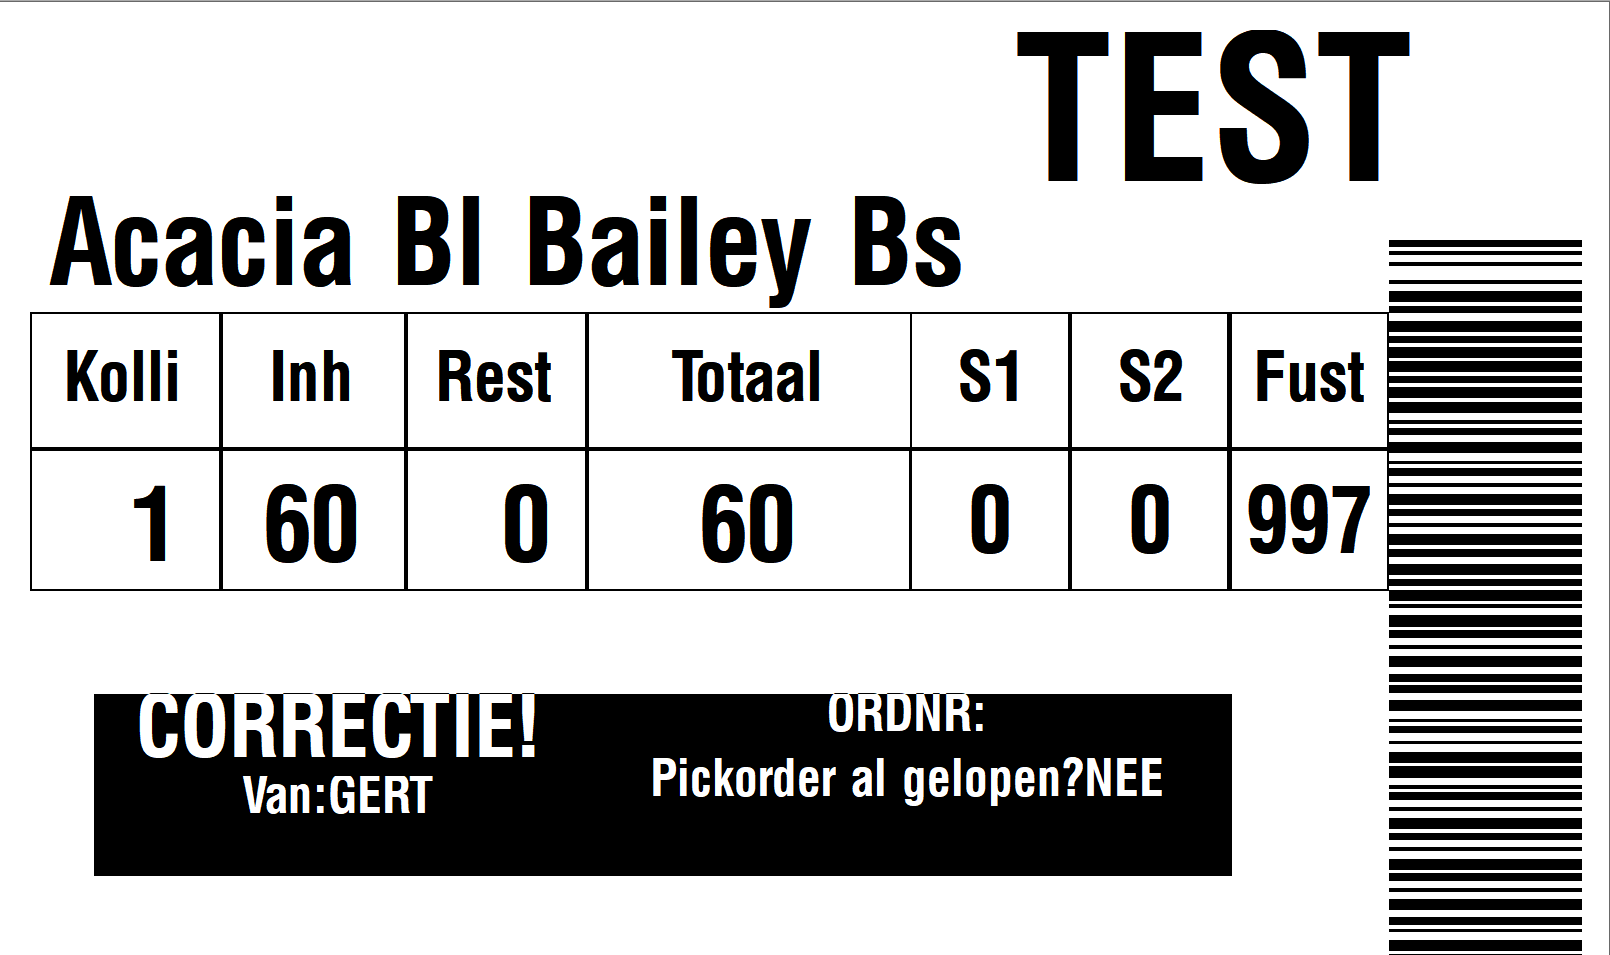 TEST
Acacia Bl Bailey Bs
Kolli Inh Rest Totaal S1 S2 Fust
1 60 0 60 0 0 997
CORRECTIE! ORDNR:
Van:GERT Pickorder al gelopen?NEE